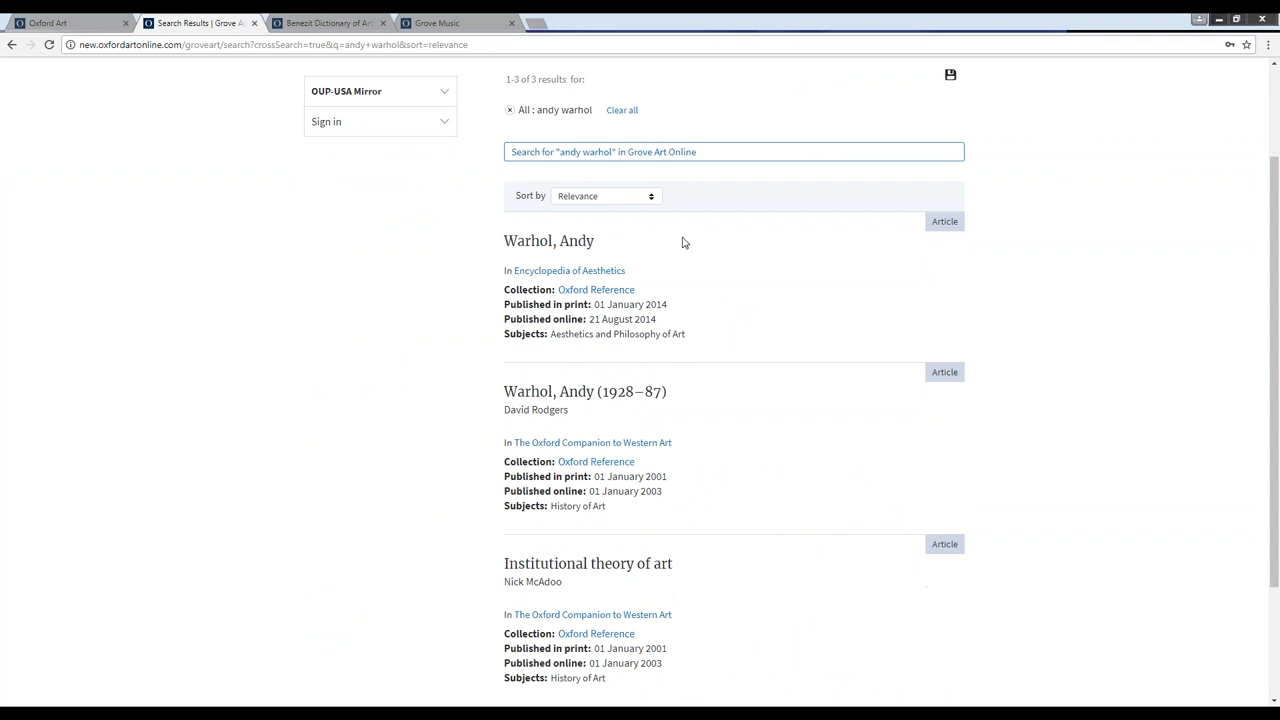 Oxford Art
Search Results | Grove A
Benezit Dictionary of Art
Grove Music
new.oxfordartonline.com/groveart/search?crossSearch=true&q=andy+warhol&sort=relevance
OUP-USA Mirror
Sign in
1-3 of 3 results for:
All : andy warhol Clear all
Search for "andy warhol" in Grove Art Online
Sort by Relevance
Article
Warhol, Andy
In Encyclopedia of Aesthetics
Collection: Oxford Reference
Published in print: 01 January 2014
Published online: 21 August 2014
Subjects: Aesthetics and Philosophy of Art
Article
Warhol, Andy (1928–87)
David Rodgers
In The Oxford Companion to Western Art
Collection: Oxford Reference
Published in print: 01 January 2001
Published online: 01 January 2003
Subjects: History of Art
Article
Institutional theory of art
Nick McAdoo
In The Oxford Companion to Western Art
Collection: Oxford Reference
Published in print: 01 January 2001
Published online: 01 January 2003
Subjects: History of Art